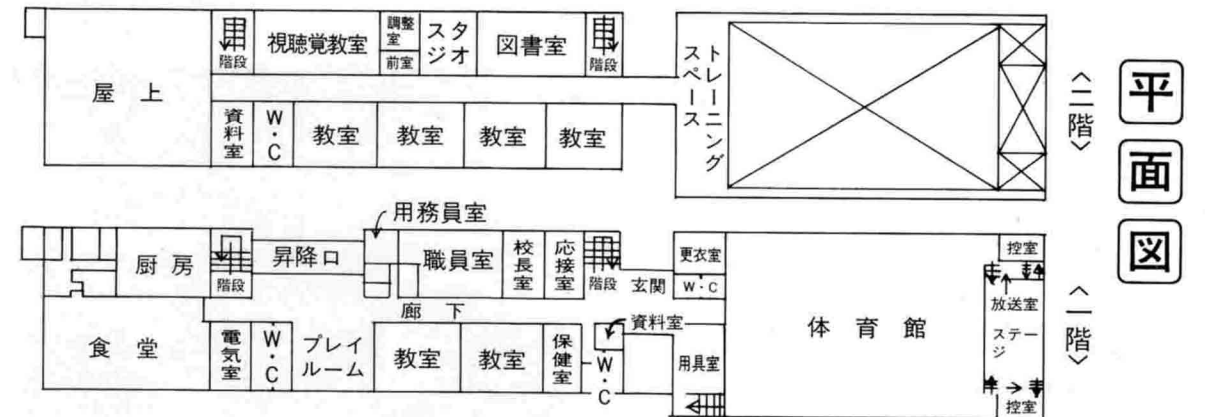 平面図
〈二階〉
屋上
階段
視聴覚教室
調整室
前室
スタジオ
図書室
階段
資料室
W・C
教室
教室
教室
教室
トレーニングスペース
〈一階〉
用務員室
厨房
階段
昇降口
職員室
校長室
応接室
階段
玄関
更衣室
W・C
廊下
資料室
食堂
電気室
W・C
プレイルーム
教室
教室
保健室
W・C
用具室
体育館
控室
放送室
ステージ
控室